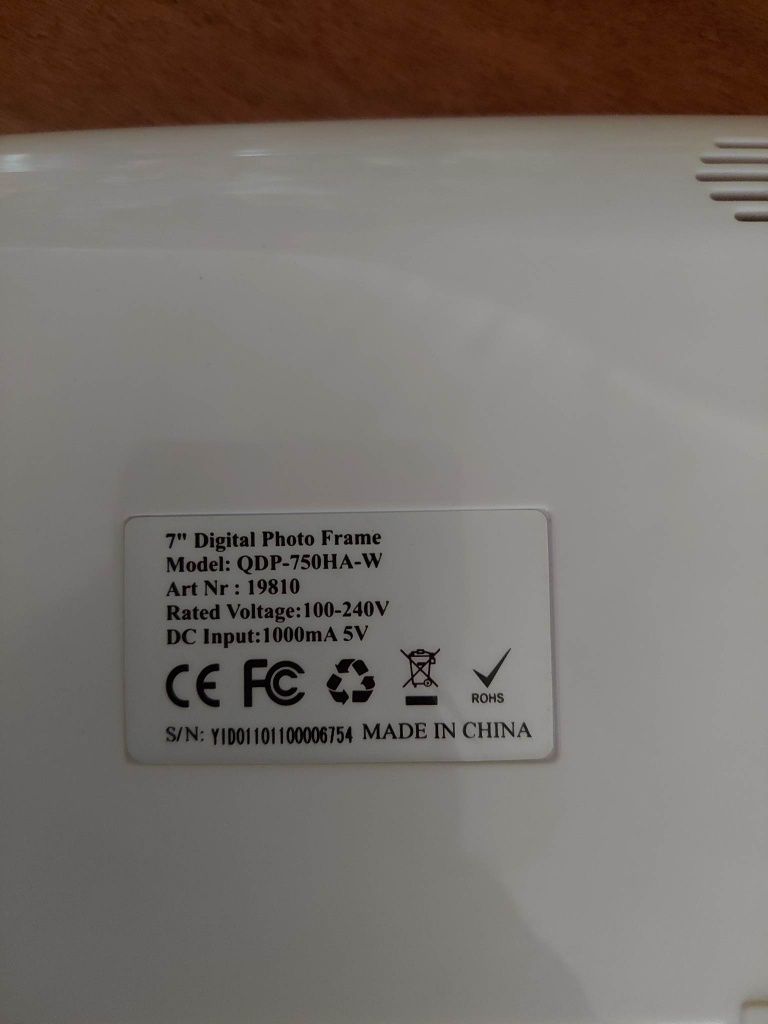 7" Digital Photo Frame
Model: QDP-750HA-W
Art Nr : 19810
Rated Voltage:100-240V
DC Input:1000mA 5V
CE FC ROHS
S/N: YID01101100006754 MADE IN CHINA